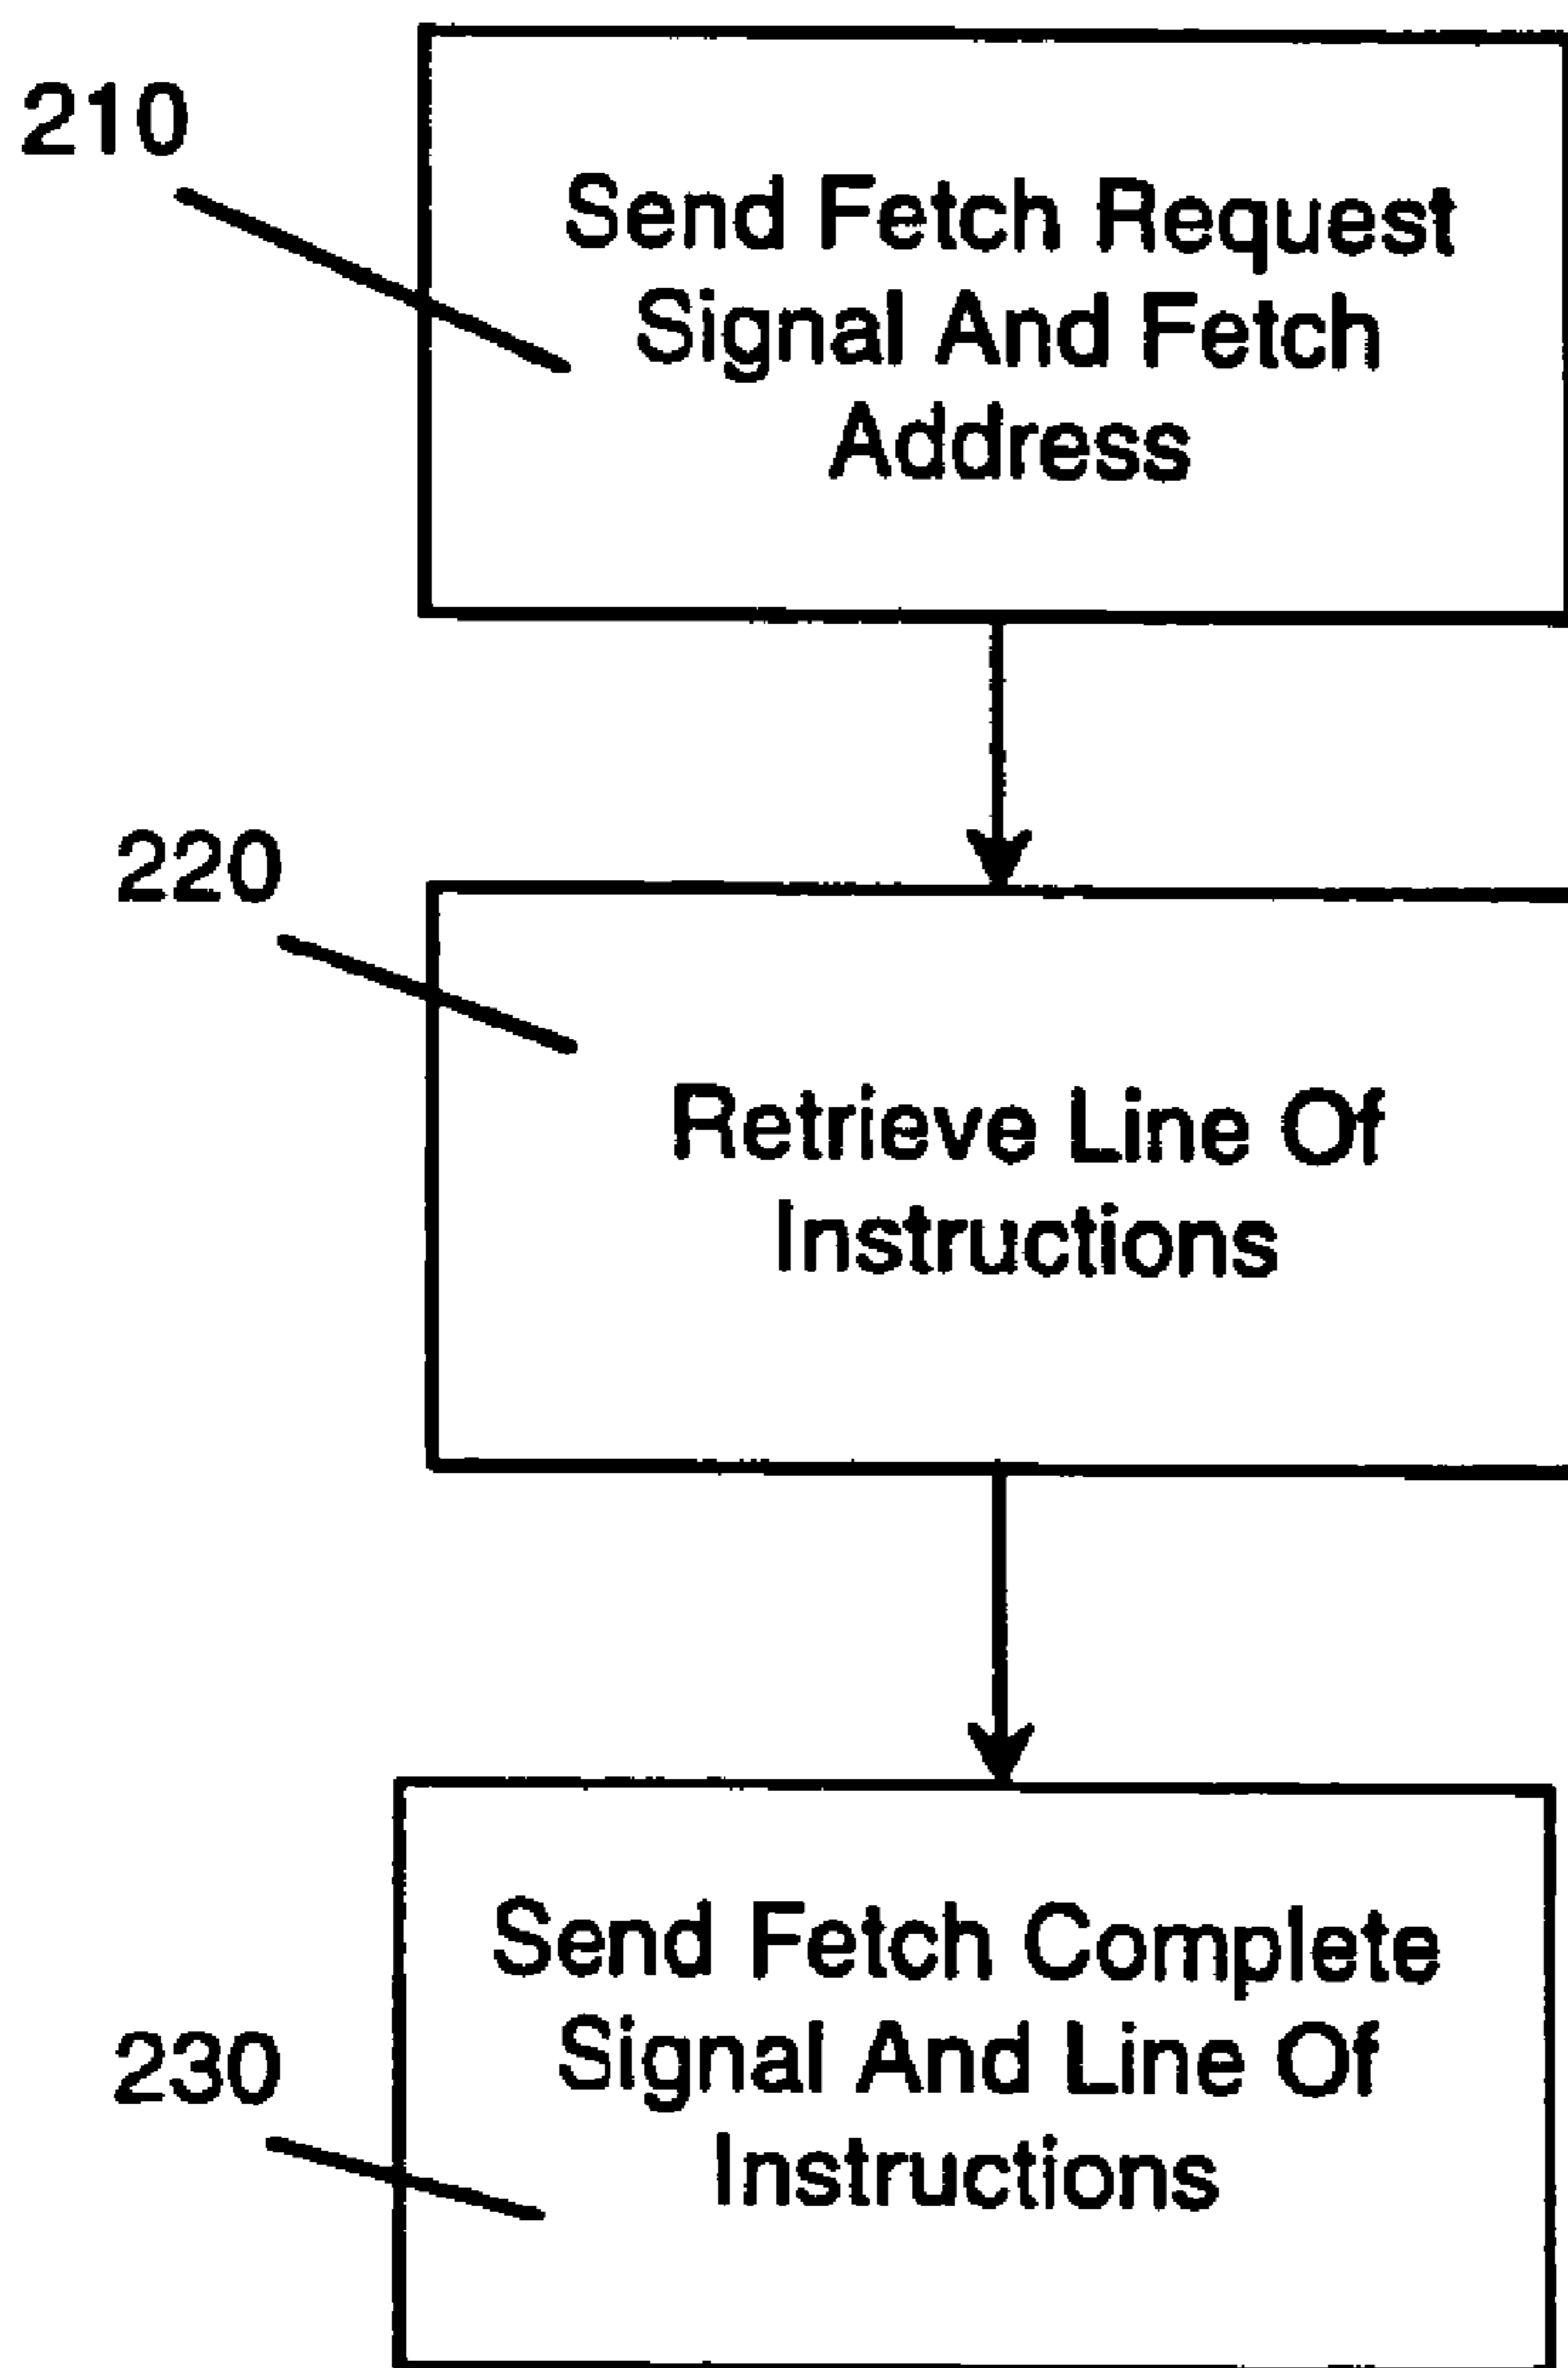 210
Send Fetch Request
Signal And Fetch
Address
220
Retrieve Line Of
Instructions
Send Fetch Complete
Signal And Line Of
Instructions
230